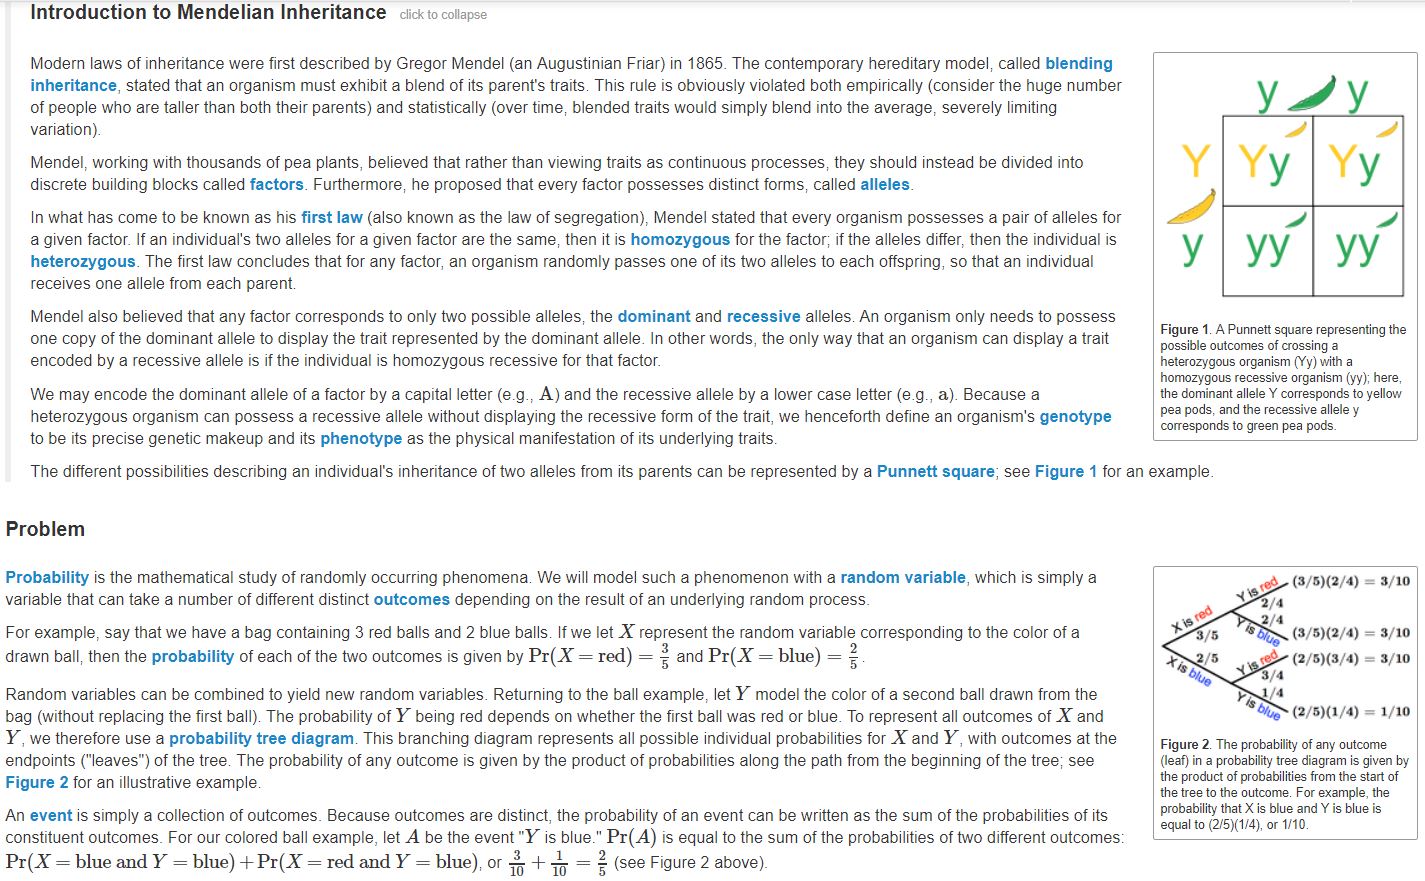 Introduction to Mendelian Inheritance click to collapse
Modern laws of inheritance were first described by Gregor Mendel (an Augustinian Friar) in 1865. The contemporary hereditary model, called blending
inheritance, stated that an organism must exhibit a blend of its parent's traits. This rule is obviously violated both empirically (consider the huge number
of people who are taller than both their parents) and statistically (over time, blended traits would simply blend into the average, severely limiting
variation).
Mendel, working with thousands of pea plants, believed that rather than viewing traits as continuous processes, they should instead be divided into
discrete building blocks called factors. Furthermore, he proposed that every factor possesses distinct forms, called alleles.
In what has come to be known as his first law (also known as the law of segregation), Mendel stated that every organism possesses a pair of alleles for
a given factor. If an individual's two alleles for a given factor are the same, then it is homozygous for the factor; if the alleles differ, then the individual is
heterozygous. The first law concludes that for any factor, an organism randomly passes one of its two alleles to each offspring, so that an individual
receives one allele from each parent.
Mendel also believed that any factor corresponds to only two possible alleles, the dominant and recessive alleles. An organism only needs to possess
one copy of the dominant allele to display the trait represented by the dominant allele. In other words, the only way that an organism can display a trait
encoded by a recessive allele is if the individual is homozygous recessive for that factor.
We may encode the dominant allele of a factor by a capital letter (e.g., A) and the recessive allele by a lower case letter (e.g., a). Because a
heterozygous organism can possess a recessive allele without displaying the recessive form of the trait, we henceforth define an organism's genotype
to be its precise genetic makeup and its phenotype as the physical manifestation of its underlying traits.
The different possibilities describing an individual's inheritance of two alleles from its parents can be represented by a Punnett square; see Figure 1 for an example.
y y
Y Yy Yy
y yy yy
Figure 1. A Punnett square representing the
possible outcomes of crossing a
heterozygous organism (Yy) with a
homozygous recessive organism (yy); here,
the dominant allele Y corresponds to yellow
pea pods, and the recessive allele y
corresponds to green pea pods.
Problem
Probability is the mathematical study of randomly occurring phenomena. We will model such a phenomenon with a random variable, which is simply a
variable that can take a number of different distinct outcomes depending on the result of an underlying random process.
For example, say that we have a bag containing 3 red balls and 2 blue balls. If we let X represent the random variable corresponding to the color of a
drawn ball, then the probability of each of the two outcomes is given by Pr(X = red) = 3/5 and Pr(X = blue) = 2/5.
Random variables can be combined to yield new random variables. Returning to the ball example, let Y model the color of a second ball drawn from the
bag (without replacing the first ball). The probability of Y being red depends on whether the first ball was red or blue. To represent all outcomes of X and
Y, we therefore use a probability tree diagram. This branching diagram represents all possible individual probabilities for X and Y, with outcomes at the
endpoints ("leaves") of the tree. The probability of any outcome is given by the product of probabilities along the path from the beginning of the tree; see
Figure 2 for an illustrative example.
An event is simply a collection of outcomes. Because outcomes are distinct, the probability of an event can be written as the sum of the probabilities of its
constituent outcomes. For our colored ball example, let A be the event "Y is blue." Pr(A) is equal to the sum of the probabilities of two different outcomes:
Pr(X = blue and Y = blue) + Pr(X = red and Y = blue), or 3/10 + 1/10 = 2/5 (see Figure 2 above).
Y is red (3/5)(2/4) = 3/10
2/4
X is red
3/5
2/4
Y is blue (3/5)(2/4) = 3/10
2/5
X is blue
Y is red (2/5)(3/4) = 3/10
3/4
1/4
Y is blue (2/5)(1/4) = 1/10
Figure 2. The probability of any outcome
(leaf) in a probability tree diagram is given by
the product of probabilities from the start of
the tree to the outcome. For example, the
probability that X is blue and Y is blue is
equal to (2/5)(1/4), or 1/10.